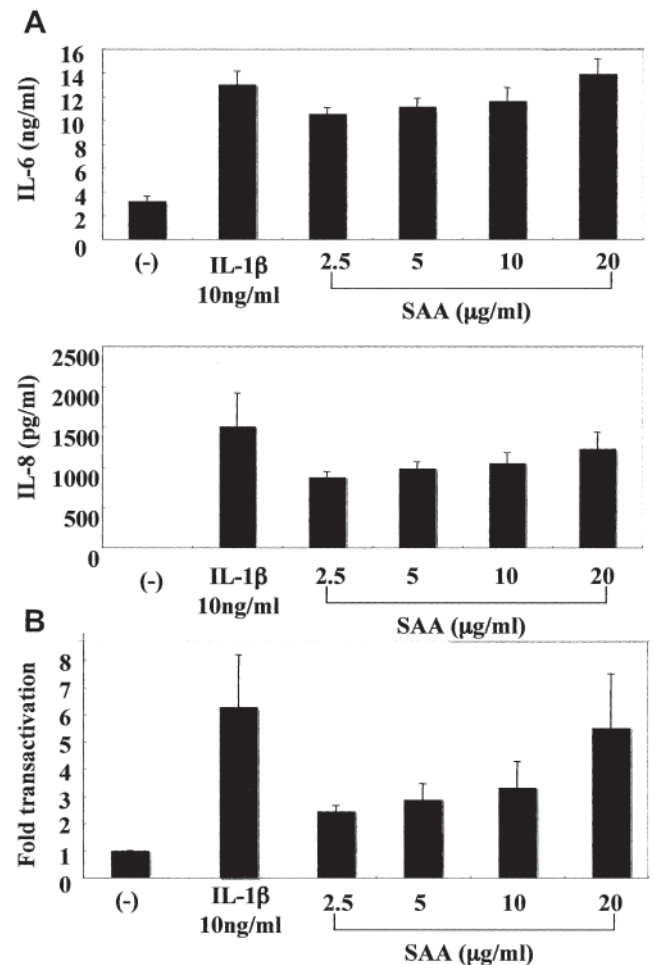 A
IL-6 (ng/ml)
16
14
12
10
8
6
4
2
0
(-)
IL-1β
10ng/ml
2.5
5
10
20
SAA (μg/ml)
IL-8 (pg/ml)
2500
2000
1500
1000
500
0
(-)
IL-1β
10ng/ml
2.5
5
10
20
SAA (μg/ml)
B
Fold transactivation
8
7
6
5
4
3
2
1
0
(-)
IL-1β
10ng/ml
2.5
5
10
20
SAA (μg/ml)